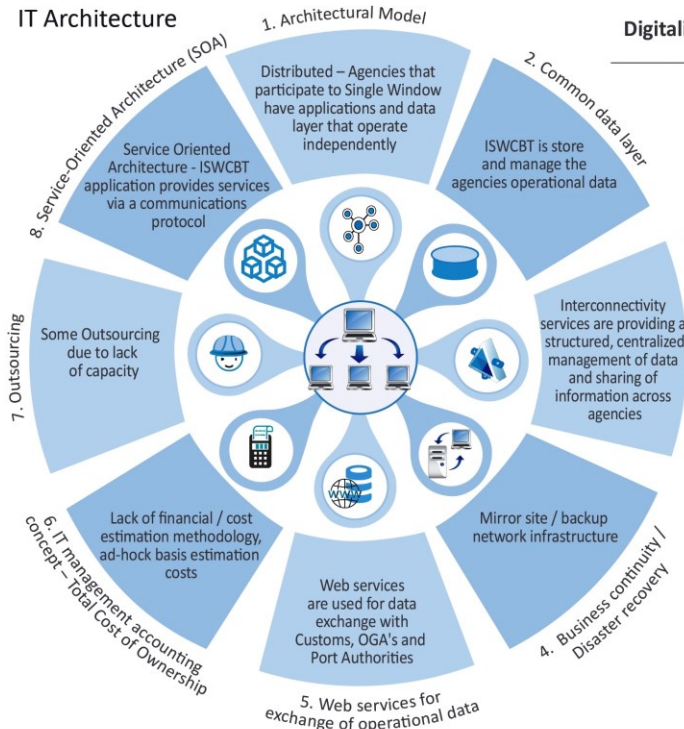 IT Architecture
Digitali
1. Architectural Model
Distributed – Agencies that
participate to Single Window
have applications and data
layer that operate
independently
2. Common data layer
ISWCBT is store
and manage the
agencies operational data
Interconnectivity
services are providing a
structured, centralized
management of data
and sharing of
information across
agencies
4. Business continuity /
Disaster recovery
Mirror site / backup
network infrastructure
5. Web services for
exchange of operational data
Web services
are used for data
exchange with
Customs, OGA's and
Port Authorities
WWW
6. IT management accounting
concept – Total Cost of Ownership
Lack of financial / cost
estimation methodology,
ad-hock basis estimation
costs
7. Outsourcing
Some Outsourcing
due to lack
of capacity
8. Service-Oriented Architecture (SOA)
Service Oriented
Architecture - ISWCBT
application provides services
via a communications
protocol